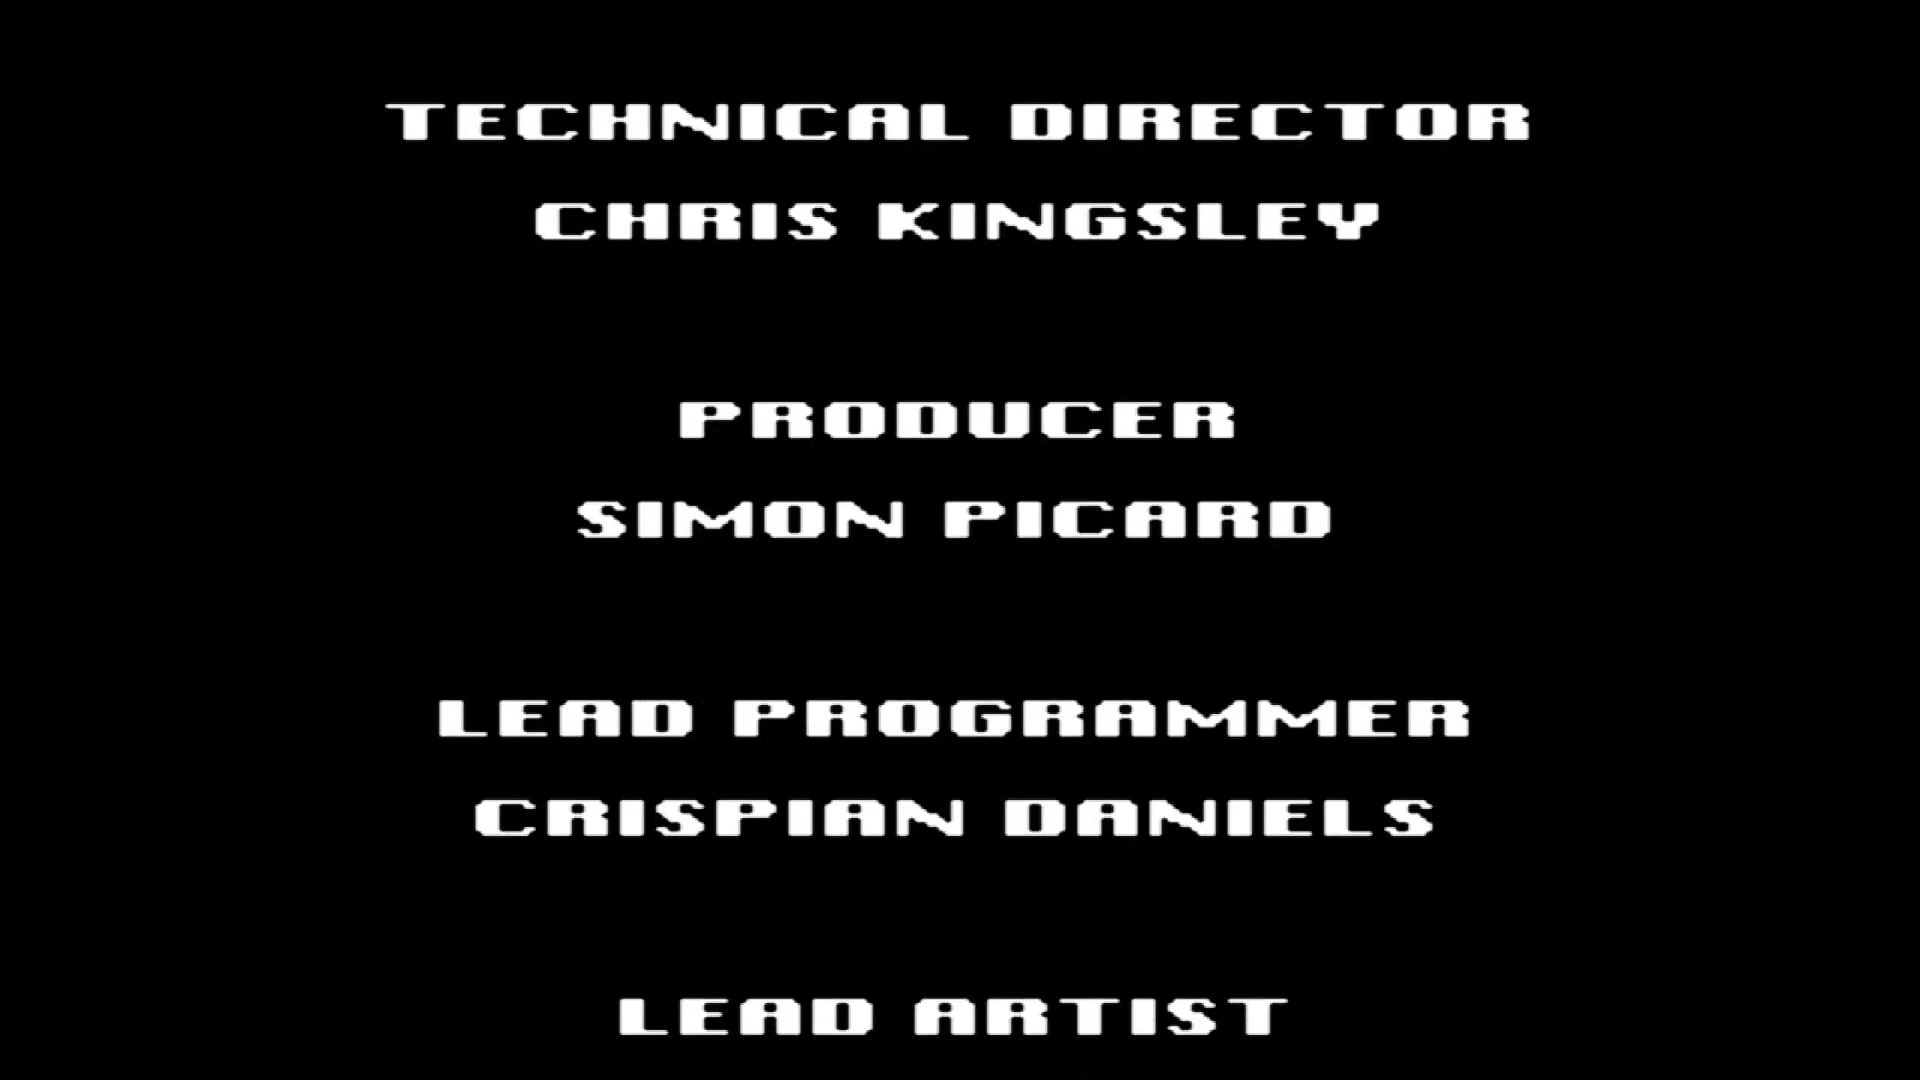 TECHNICAL DIRECTOR
CHRIS KINGSLEY
PRODUCER
SIMON PICARD
LEAD PROGRAMMER
CRISPIAN DANIELS
LEAD ARTIST